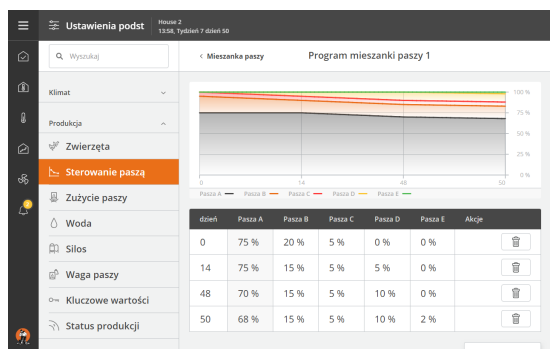 Ustawienia podst
House 2
13:58, Tydzień 7 dzień 50
Wyszukaj
‹ Mieszanka paszy
Program mieszanki paszy 1
Klimat
Produkcja
Zwierzęta
Sterowanie paszą
Zużycie paszy
Woda
Silos
Waga paszy
Kluczowe wartości
Status produkcji
100 %
75 %
50 %
25 %
0 %
0 14 48 50
Pasza A Pasza B Pasza C Pasza D Pasza E
dzień Pasza A Pasza B Pasza C Pasza D Pasza E Akcje
0 75 % 20 % 5 % 0 % 0 %
14 75 % 15 % 5 % 5 % 0 %
48 70 % 15 % 5 % 10 % 0 %
50 68 % 15 % 5 % 10 % 2 %